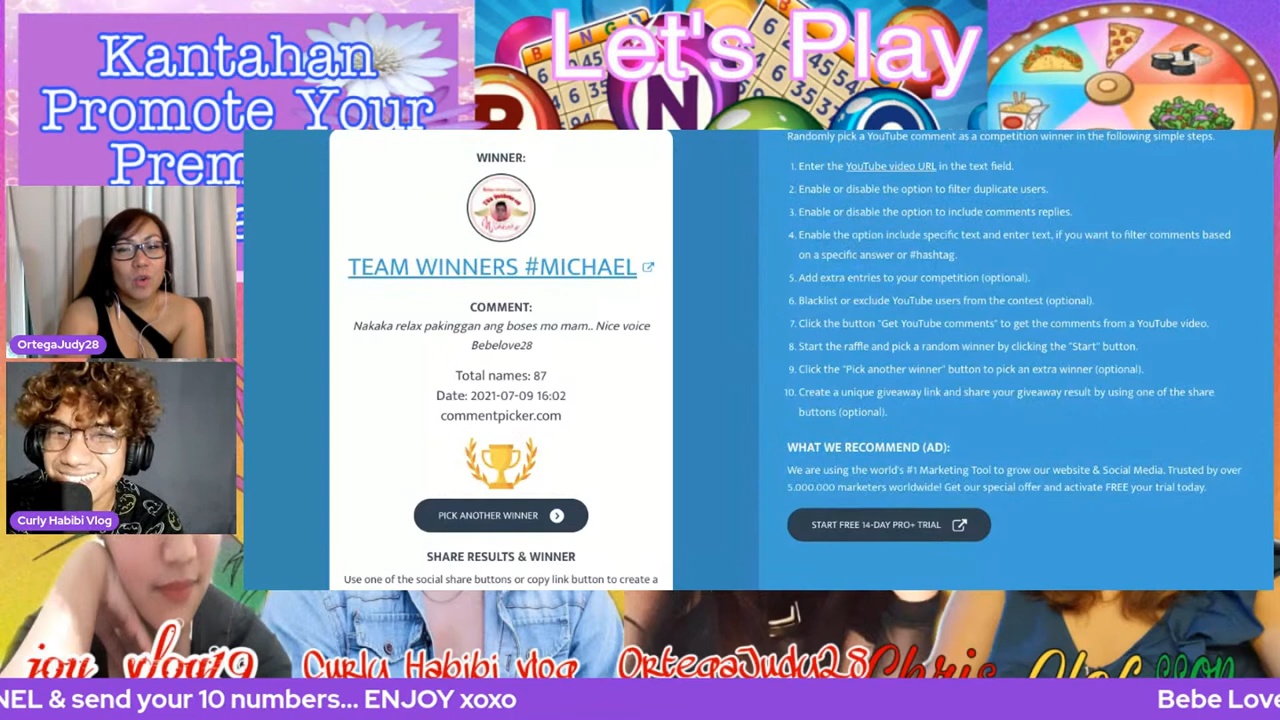 Kantahan
Promote Your
Prem
Let's Play
B I N G
N
WINNER:
TEAM WINNERS #MICHAEL
COMMENT:
Nakaka relax pakinggan ang boses mo mam.. Nice voice
Bebelove28
Total names: 87
Date: 2021-07-09 16:02
commentpicker.com
PICK ANOTHER WINNER
SHARE RESULTS & WINNER
Use one of the social share buttons or copy link button to create a
Randomly pick a YouTube comment as a competition winner in the following simple steps.
1. Enter the YouTube video URL in the text field.
2. Enable or disable the option to filter duplicate users.
3. Enable or disable the option to include comments replies.
4. Enable the option include specific text and enter text, if you want to filter comments based
on a specific answer or #hashtag.
5. Add extra entries to your competition (optional).
6. Blacklist or exclude YouTube users from the contest (optional).
7. Click the button "Get YouTube comments" to get the comments from a YouTube video.
8. Start the raffle and pick a random winner by clicking the "Start" button.
9. Click the "Pick another winner" button to pick an extra winner (optional).
10. Create a unique giveaway link and share your giveaway result by using one of the share
buttons (optional).
WHAT WE RECOMMEND (AD):
We are using the world's #1 Marketing Tool to grow our website & Social Media. Trusted by over
5.000.000 marketers worldwide! Get our special offer and activate FREE your trial today.
START FREE 14-DAY PRO+ TRIAL
OrtegaJudy28
Curly Habibi Vlog
joy vlog19
Curly Habibi vlog
OrtegaJudy28
Chris
NEL & send your 10 numbers... ENJOY xoxo
Bebe Love